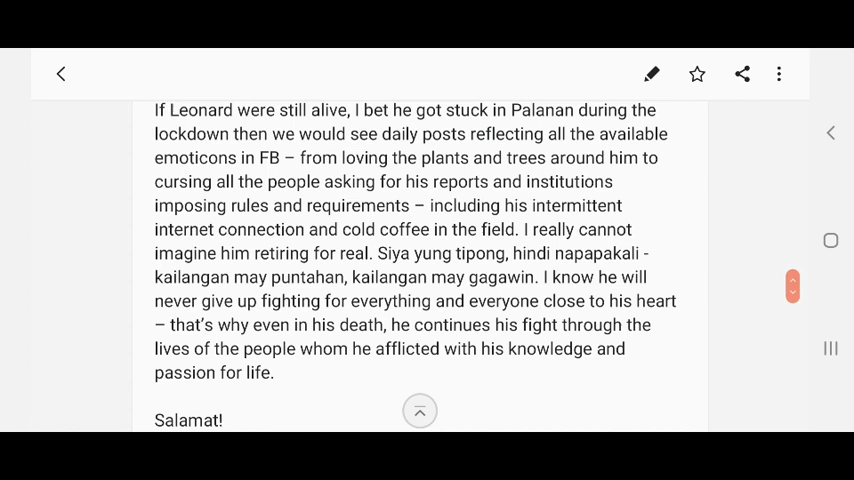 If Leonard were still alive, I bet he got stuck in Palanan during the
lockdown then we would see daily posts reflecting all the available
emoticons in FB – from loving the plants and trees around him to
cursing all the people asking for his reports and institutions
imposing rules and requirements – including his intermittent
internet connection and cold coffee in the field. I really cannot
imagine him retiring for real. Siya yung tipong, hindi napapakali -
kailangan may puntahan, kailangan may gagawin. I know he will
never give up fighting for everything and everyone close to his heart
– that’s why even in his death, he continues his fight through the
lives of the people whom he afflicted with his knowledge and
passion for life.
Salamat!